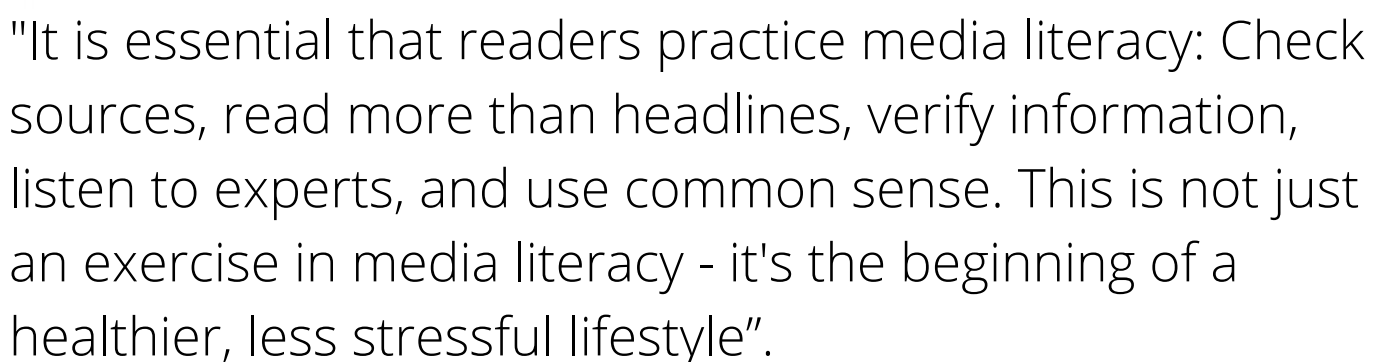 "It is essential that readers practice media literacy: Check
sources, read more than headlines, verify information,
listen to experts, and use common sense. This is not just
an exercise in media literacy - it's the beginning of a
healthier, less stressful lifestyle”.